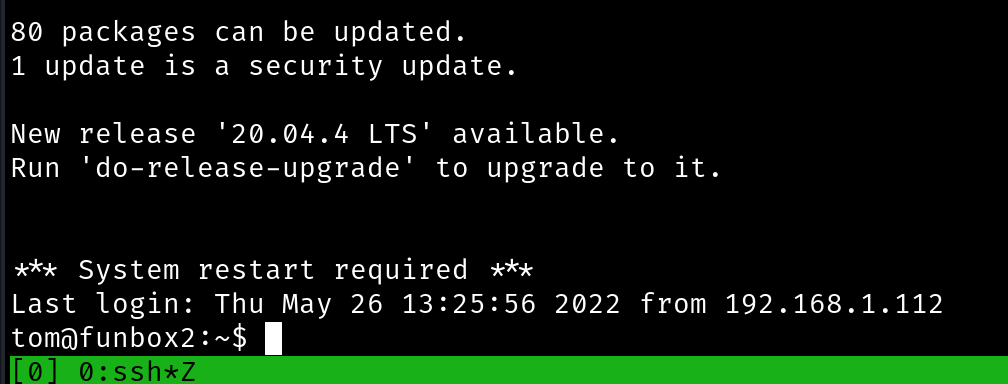 80 packages can be updated.
1 update is a security update.
New release '20.04.4 LTS' available.
Run 'do-release-upgrade' to upgrade to it.
*** System restart required ***
Last login: Thu May 26 13:25:56 2022 from 192.168.1.112
tom@funbox2:~$
[0] 0:ssh*Z